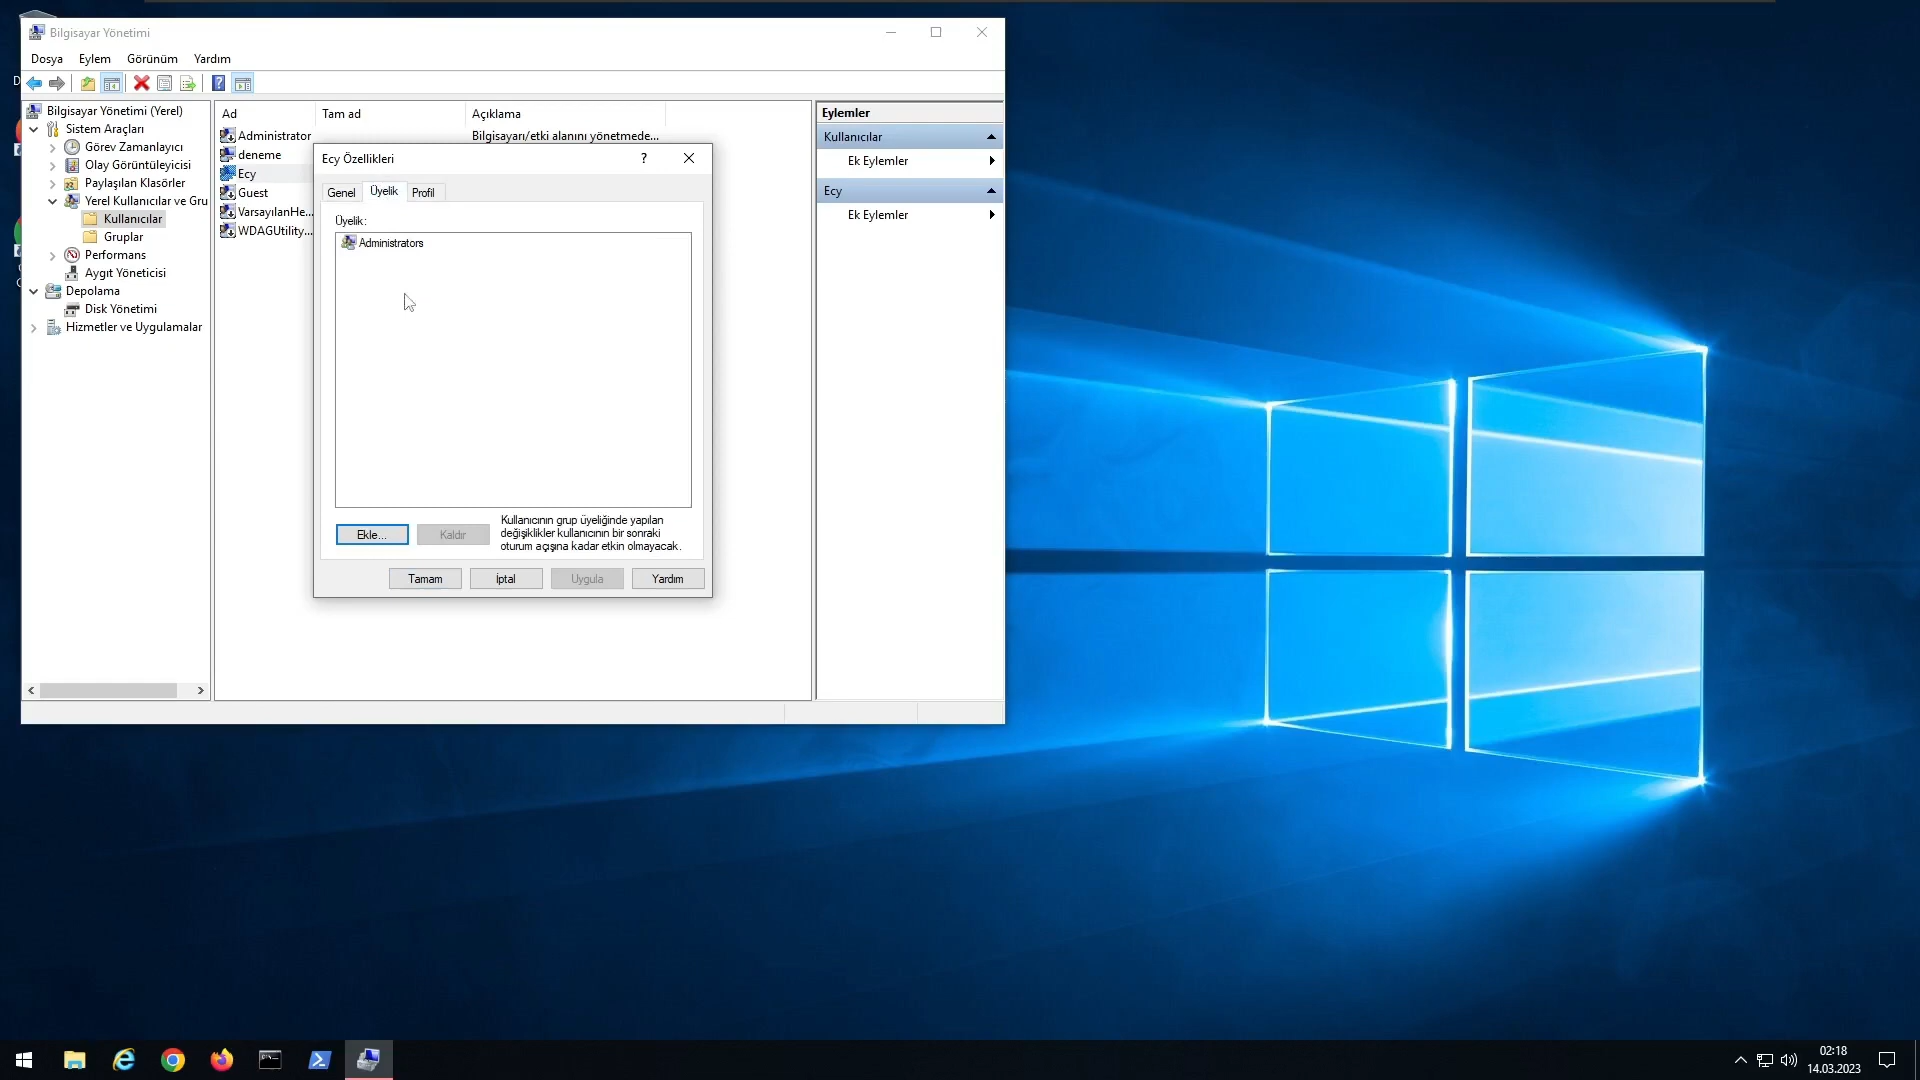 Bilgisayar Yönetimi
Dosya Eylem Görünüm Yardım
Bilgisayar Yönetimi (Yerel)
Sistem Araçları
Görev Zamanlayıcı
Olay Görüntüleyicisi
Paylaşılan Klasörler
Yerel Kullanıcılar ve Gru
Kullanıcılar
Gruplar
Performans
Aygıt Yöneticisi
Depolama
Disk Yönetimi
Hizmetler ve Uygulamalar
Ad Tam ad Açıklama
Administrator Bilgisayarı/etki alanını yönetmede...
deneme
Ecy
Guest
VarsayılanHe...
WDAGUtility...
Ecy Özellikleri ?
Genel Üyelik Profil
Üyelik:
Administrators
Ekle... Kaldır
Kullanıcının grup üyeliğinde yapılan
değişiklikler kullanıcının bir sonraki
oturum açışına kadar etkin olmayacak.
Tamam İptal Uygula Yardım
Eylemler
Kullanıcılar
Ek Eylemler
Ecy
Ek Eylemler
02:18
14.03.2023